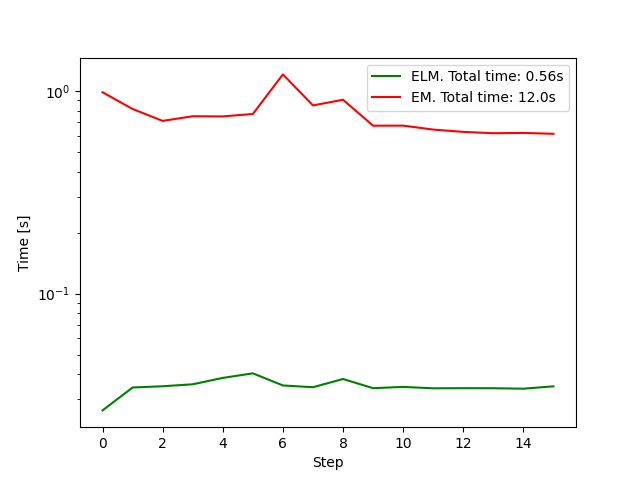 ELM. Total time: 0.56s
EM. Total time: 12.0s
10⁰
10⁻¹
Time [s]
0 2 4 6 8 10 12 14
Step